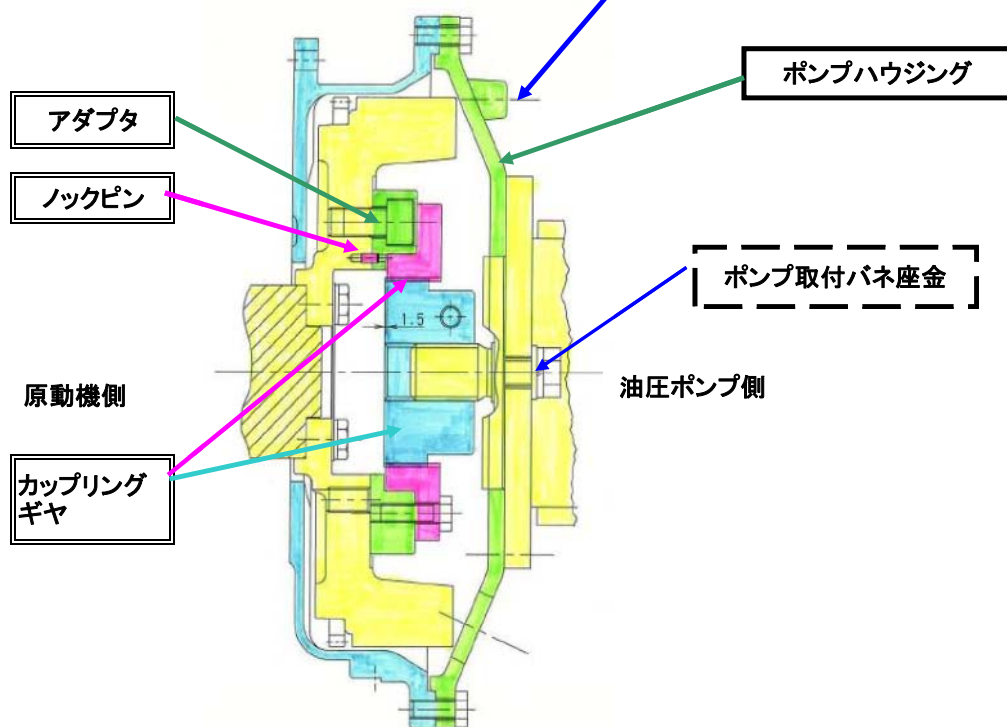 ポンプハウジング
アダプタ
ノックピン
ポンプ取付バネ座金
1.5
原動機側
油圧ポンプ側
カップリング
ギヤ